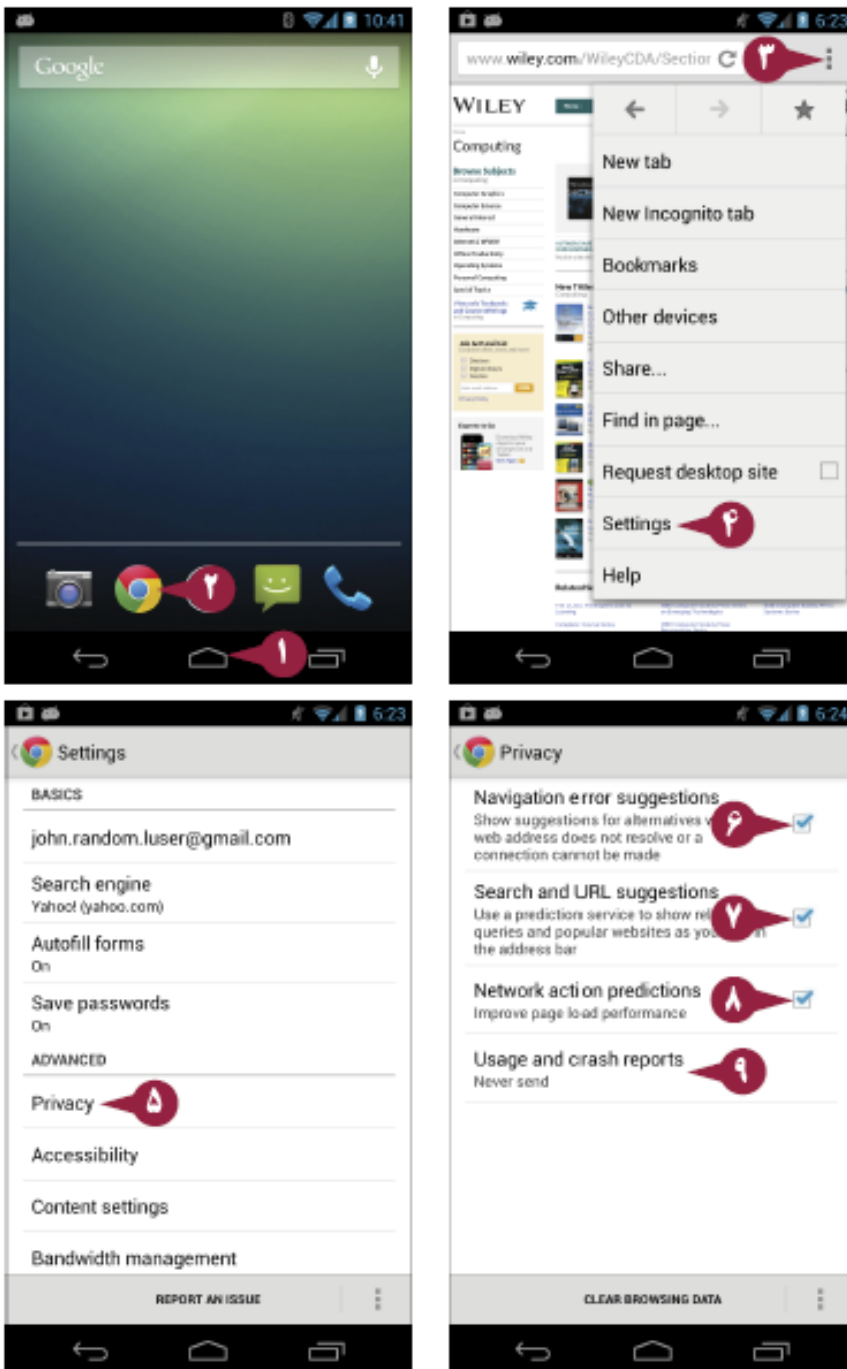 10:41
Google
۲
۱
6:23
www.wiley.com/WileyCDA/Section
۳
WILEY
Computing
Browse Subjects
New tab
New Incognito tab
Bookmarks
Other devices
Share...
Find in page...
Request desktop site
Settings
۴
Help
6:23
Settings
BASICS
john.random.luser@gmail.com
Search engine
Yahoo! (yahoo.com)
Autofill forms
On
Save passwords
On
ADVANCED
Privacy
۵
Accessibility
Content settings
Bandwidth management
REPORT AN ISSUE
6:24
Privacy
Navigation error suggestions
Show suggestions for alternatives
۶
web address does not resolve or a
connection cannot be made
Search and URL suggestions
Use a prediction service to show
۷
queries and popular websites as in
the address bar
Network action predictions
۸
Improve page load performance
Usage and crash reports
۹
Never send
CLEAR BROWSING DATA